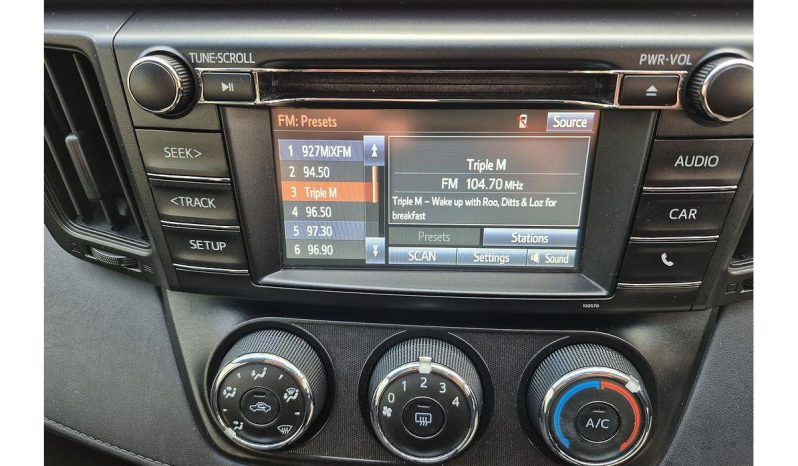 TUNE·SCROLL
PWR·VOL
FM: Presets
Source
SEEK>
<TRACK
SETUP
1 927MiXFM
2 94.50
3 Triple M
4 96.50
5 97.30
6 96.90
Triple M
FM 104.70 MHz
Triple M - Wake up with Roo, Ditts & Loz for
breakfast
Presets
Stations
SCAN
Settings
Sound
AUDIO
CAR
100576
0 1 2 3 4
A/C